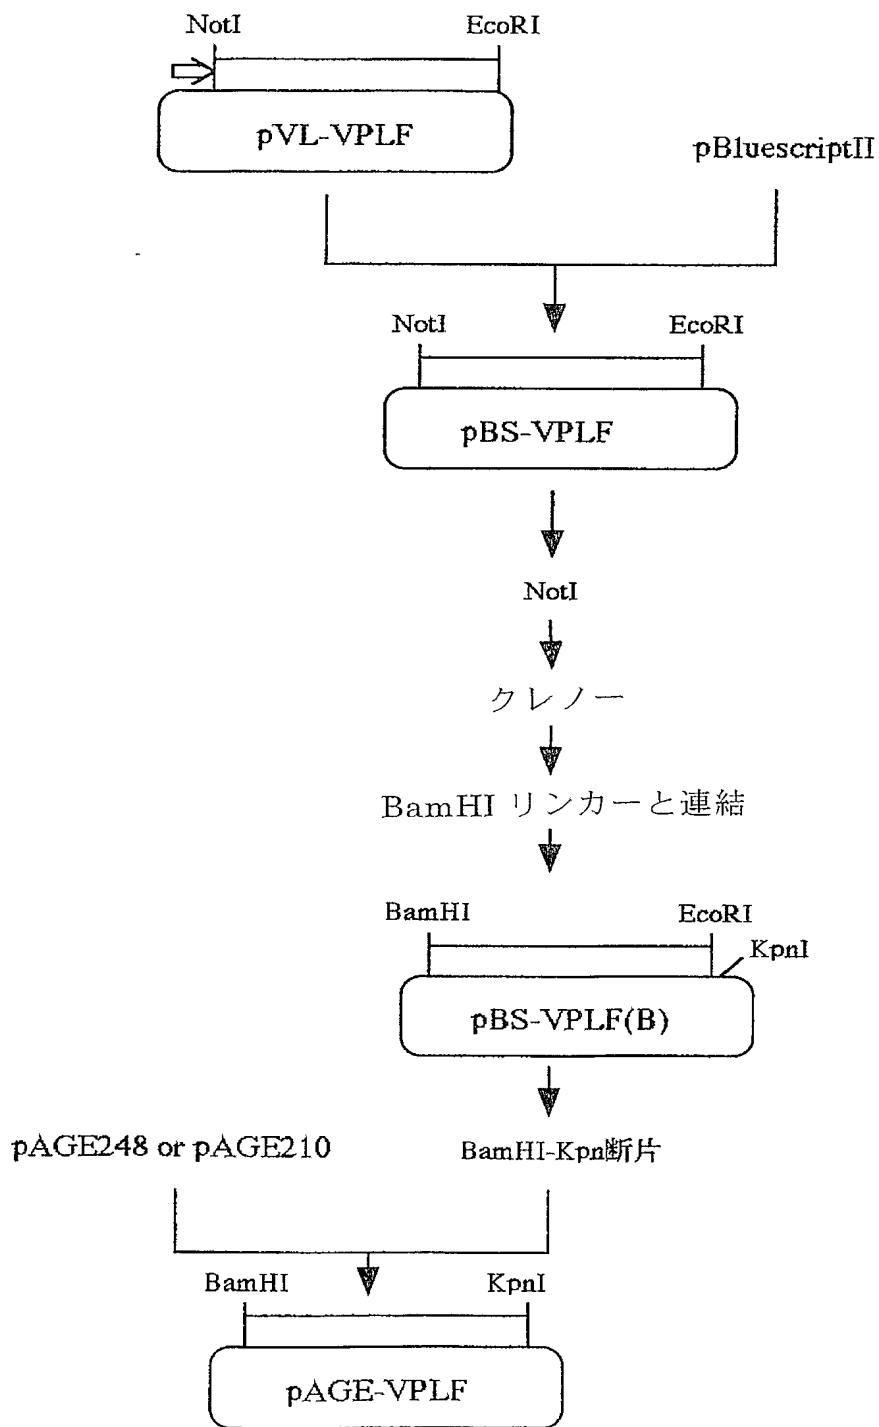 NotI EcoRI
pVL-VPLF
pBluescriptII
NotI EcoRI
pBS-VPLF
NotI
クレノー
BamHI リンカーと連結
BamHI EcoRI
KpnI
pBS-VPLF(B)
pAGE248 or pAGE210
BamHI-Kpn断片
BamHI KpnI
pAGE-VPLF